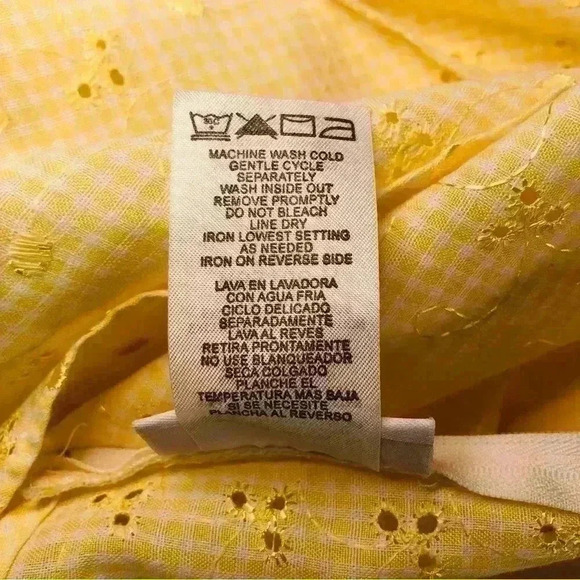 30C
MACHINE WASH COLD
GENTLE CYCLE
SEPARATELY
WASH INSIDE OUT
REMOVE PROMPTLY
DO NOT BLEACH
LINE DRY
IRON LOWEST SETTING
AS NEEDED
IRON ON REVERSE SIDE
LAVA EN LAVADORA
CON AGUA FRIA
CICLO DELICADO
SEPARADAMENTE
LAVA AL REVES
RETIRA PRONTAMENTE
NO USE BLANQUEADOR
SECA COLGADO
PLANCHE EL
TEMPERATURA MAS BAJA
SI SE NECESITE
PLANCHA AL REVERSO